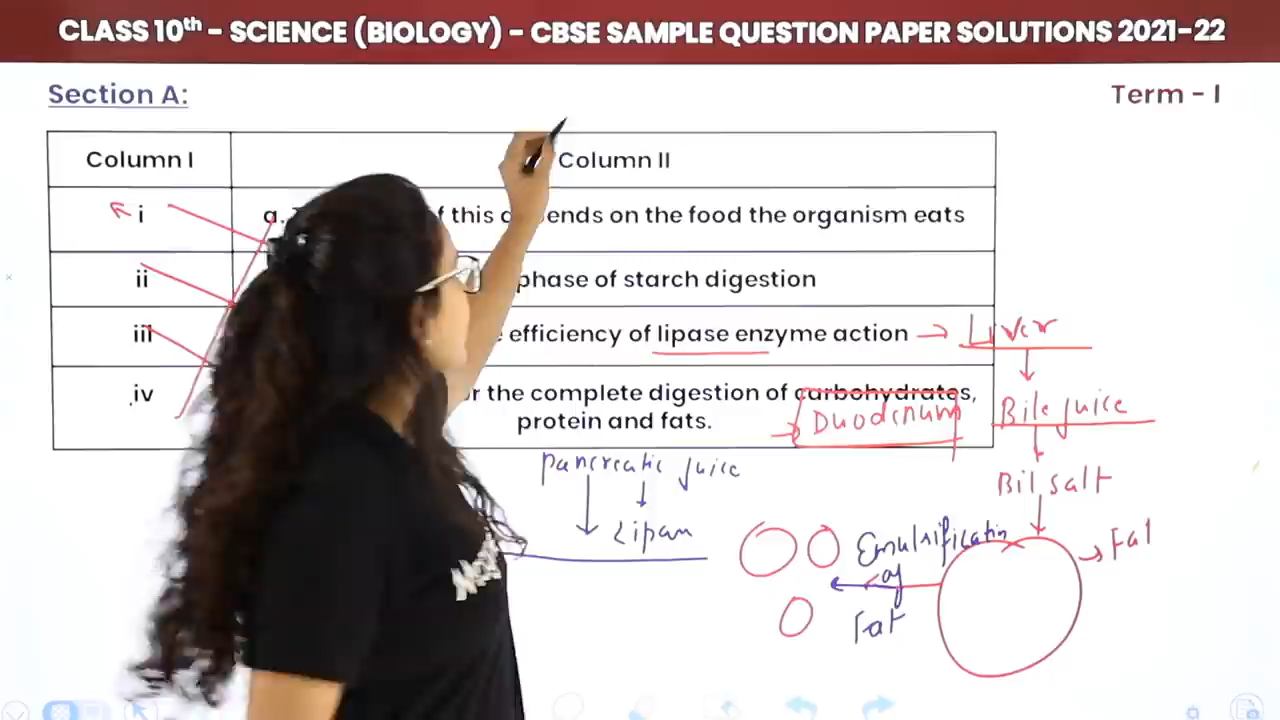 CLASS 10th - SCIENCE (BIOLOGY) - CBSE SAMPLE QUESTION PAPER SOLUTIONS 2021-22
Section A:
Term - I
Column I
Column II
i
a.
f this
ends on the food the organism eats
ii
phase of starch digestion
iii
efficiency of lipase enzyme action → Liver
iv
the complete digestion of carbohydrates,
protein and fats.
Duodenum
Bile juice
Pancreatic juice
Bil salt
Lipan
Emulsification
of
Fat
Fat